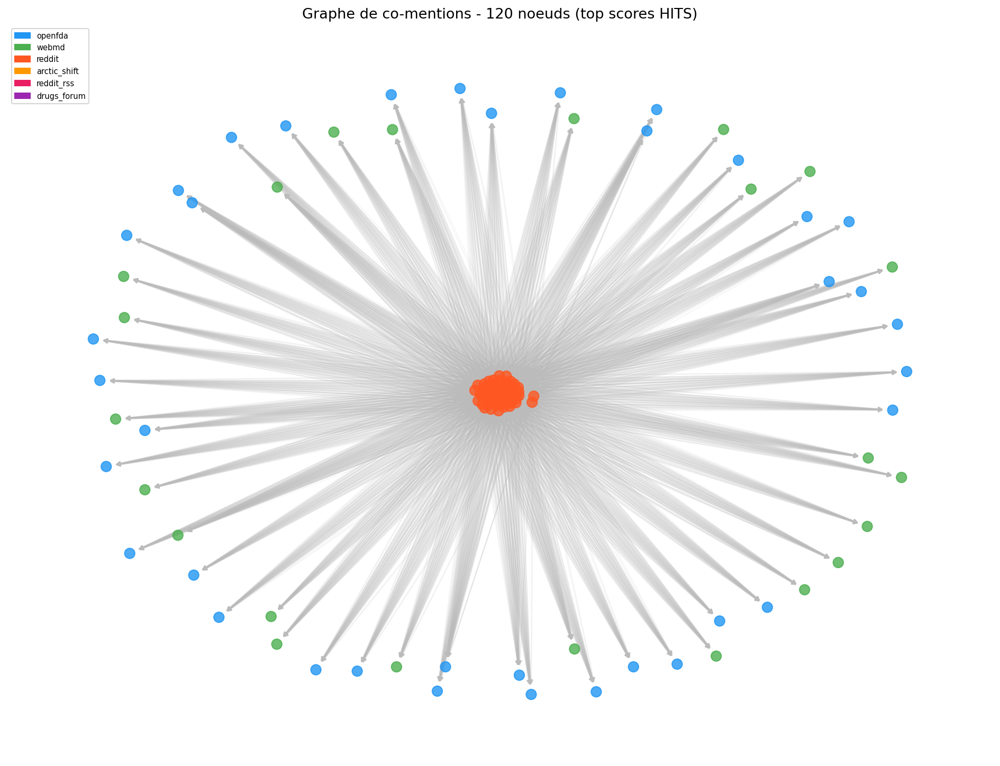 Graphe de co-mentions - 120 noeuds (top scores HITS)
openfda
webmd
reddit
arctic_shift
reddit_rss
drugs_forum